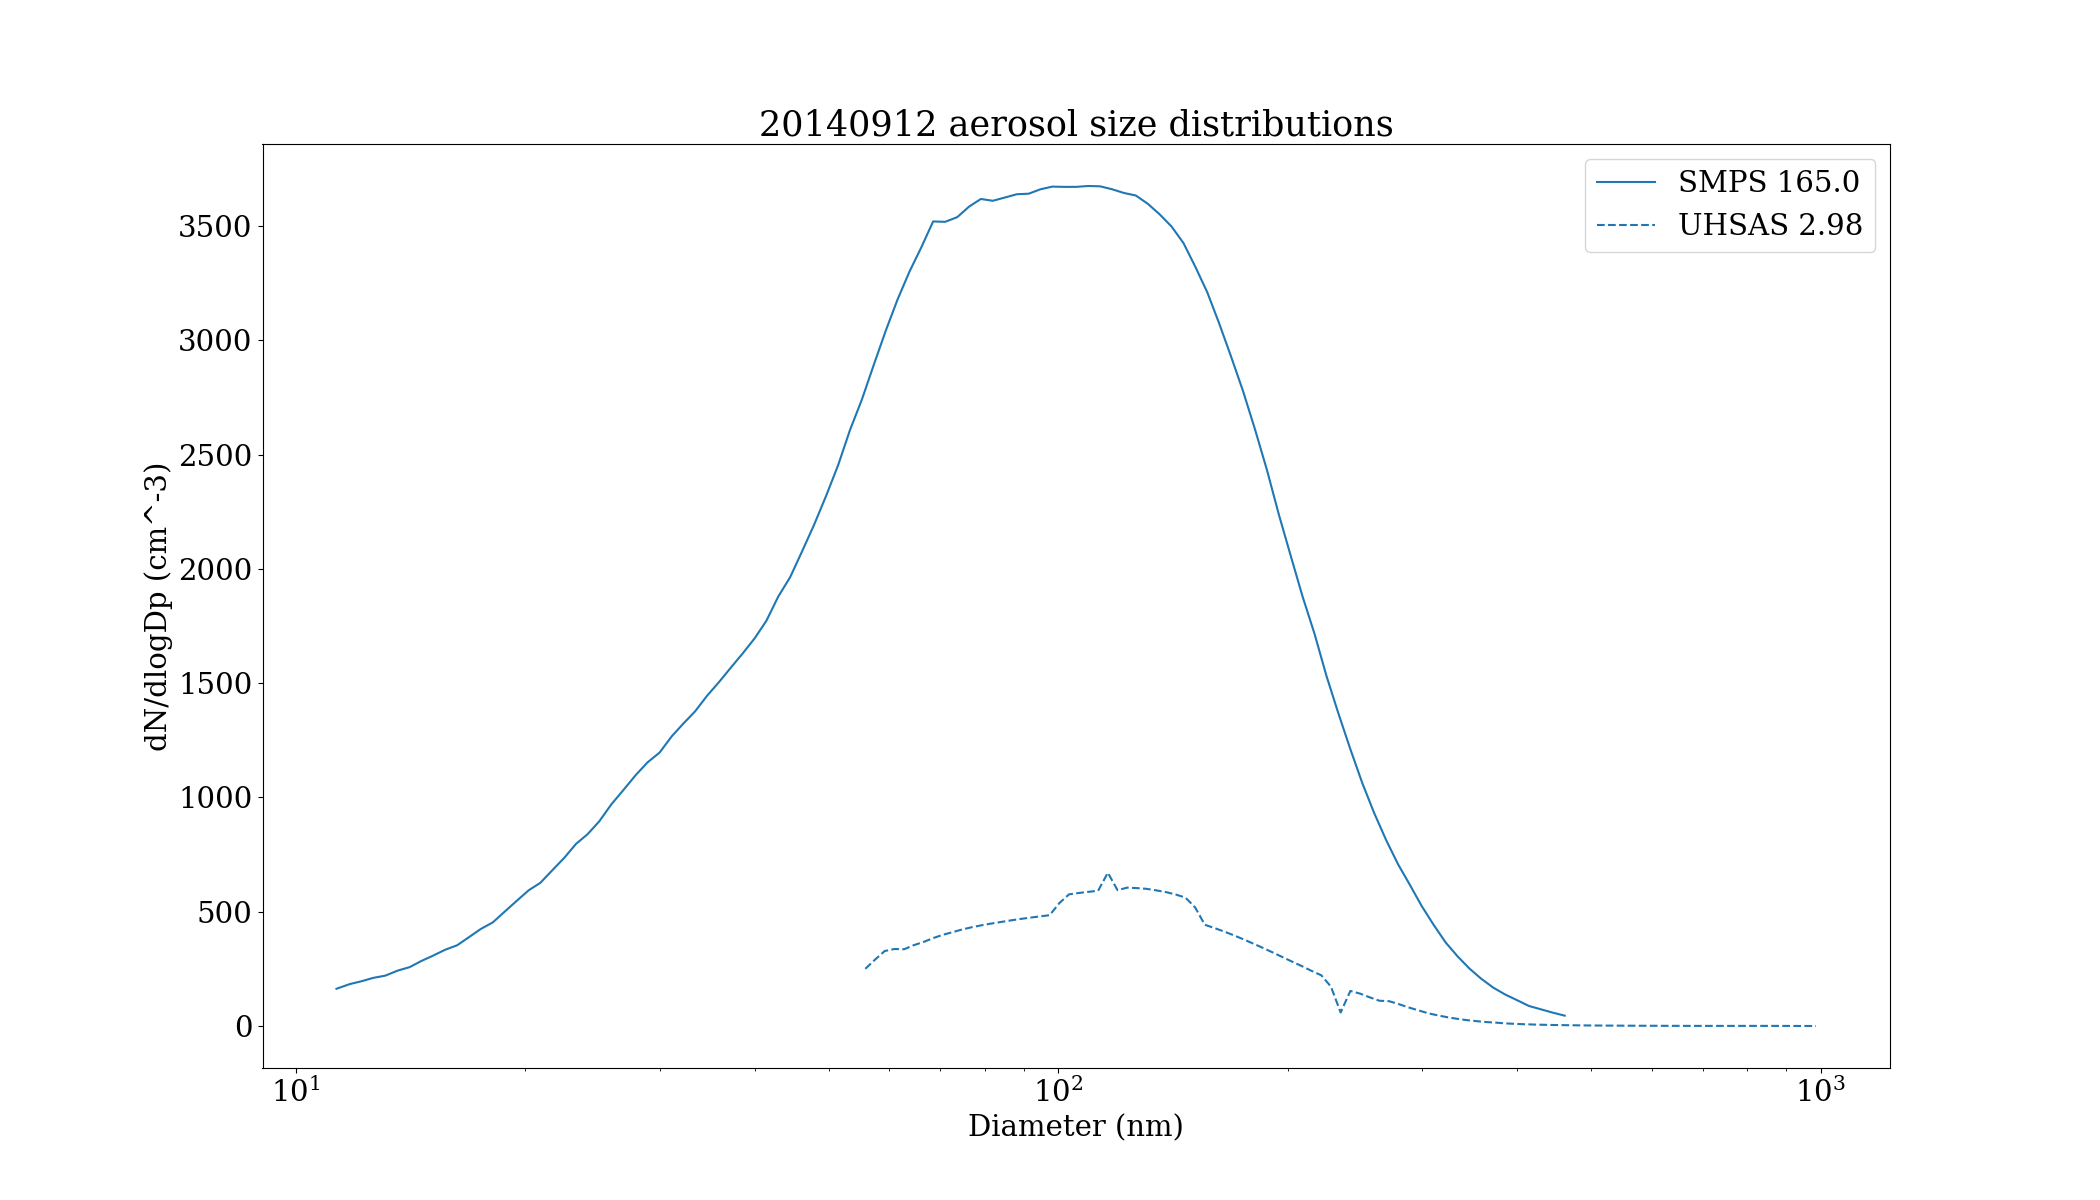 20140912 aerosol size distributions
SMPS 165.0
UHSAS 2.98
3500
3000
2500
2000
1500
1000
500
0
dN/dlogDp (cm^-3)
10¹ 10² 10³
Diameter (nm)